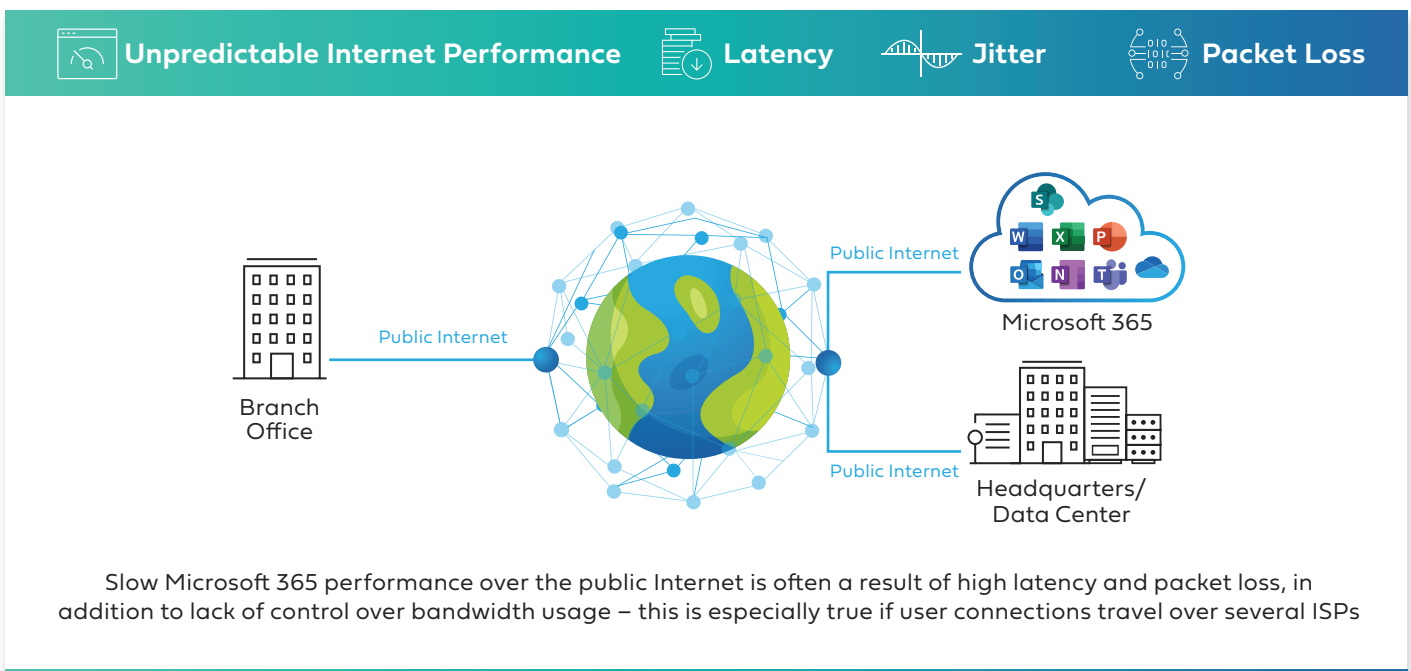 Unpredictable Internet Performance
Latency
Jitter
010
101C
010
Packet Loss
S
W
X
P
O
N
T
Public Internet
Microsoft 365
Public Internet
Branch
Office
Public Internet
Headquarters/
Data Center
Slow Microsoft 365 performance over the public Internet is often a result of high latency and packet loss, in
addition to lack of control over bandwidth usage – this is especially true if user connections travel over several ISPs